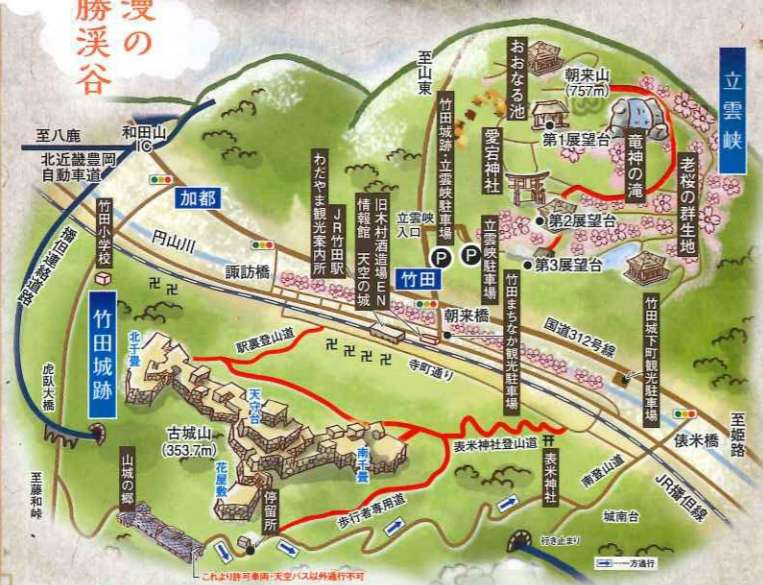 漫の
勝渓谷
至八鹿
北近畿豊岡
自動車道
和田山
IC
加都
竹田小学校
播但連絡道路
円山川
諏訪橋
わだやま観光案内所
JR竹田駅
情報館 天空の城
旧木村酒造場EN
竹田城跡・立雲峡駐車場
至山東
立雲峡
入口
P
P
竹田
立雲峡駐車場
朝来橋
おおなる池
朝来山
(757m)
第1展望台
愛宕神社
竜神の滝
老桜の群生地
立雲峡
第2展望台
第3展望台
竹田まちなか観光駐車場
国道312号線
竹田城下町観光駐車場
至姫路
俵米橋
JR播但線
寺町通り
駅裏登山道
竹田城跡
北千畳
天守台
古城山
(353.7m)
南千畳
花屋敷
虎臥大橋
至藤和峠
山城の郷
停留所
歩行者専用道
表米神社登山道
表米神社
南登山道
城南台
行き止まり
一方通行
これより許可車両・天空バス以外通行不可